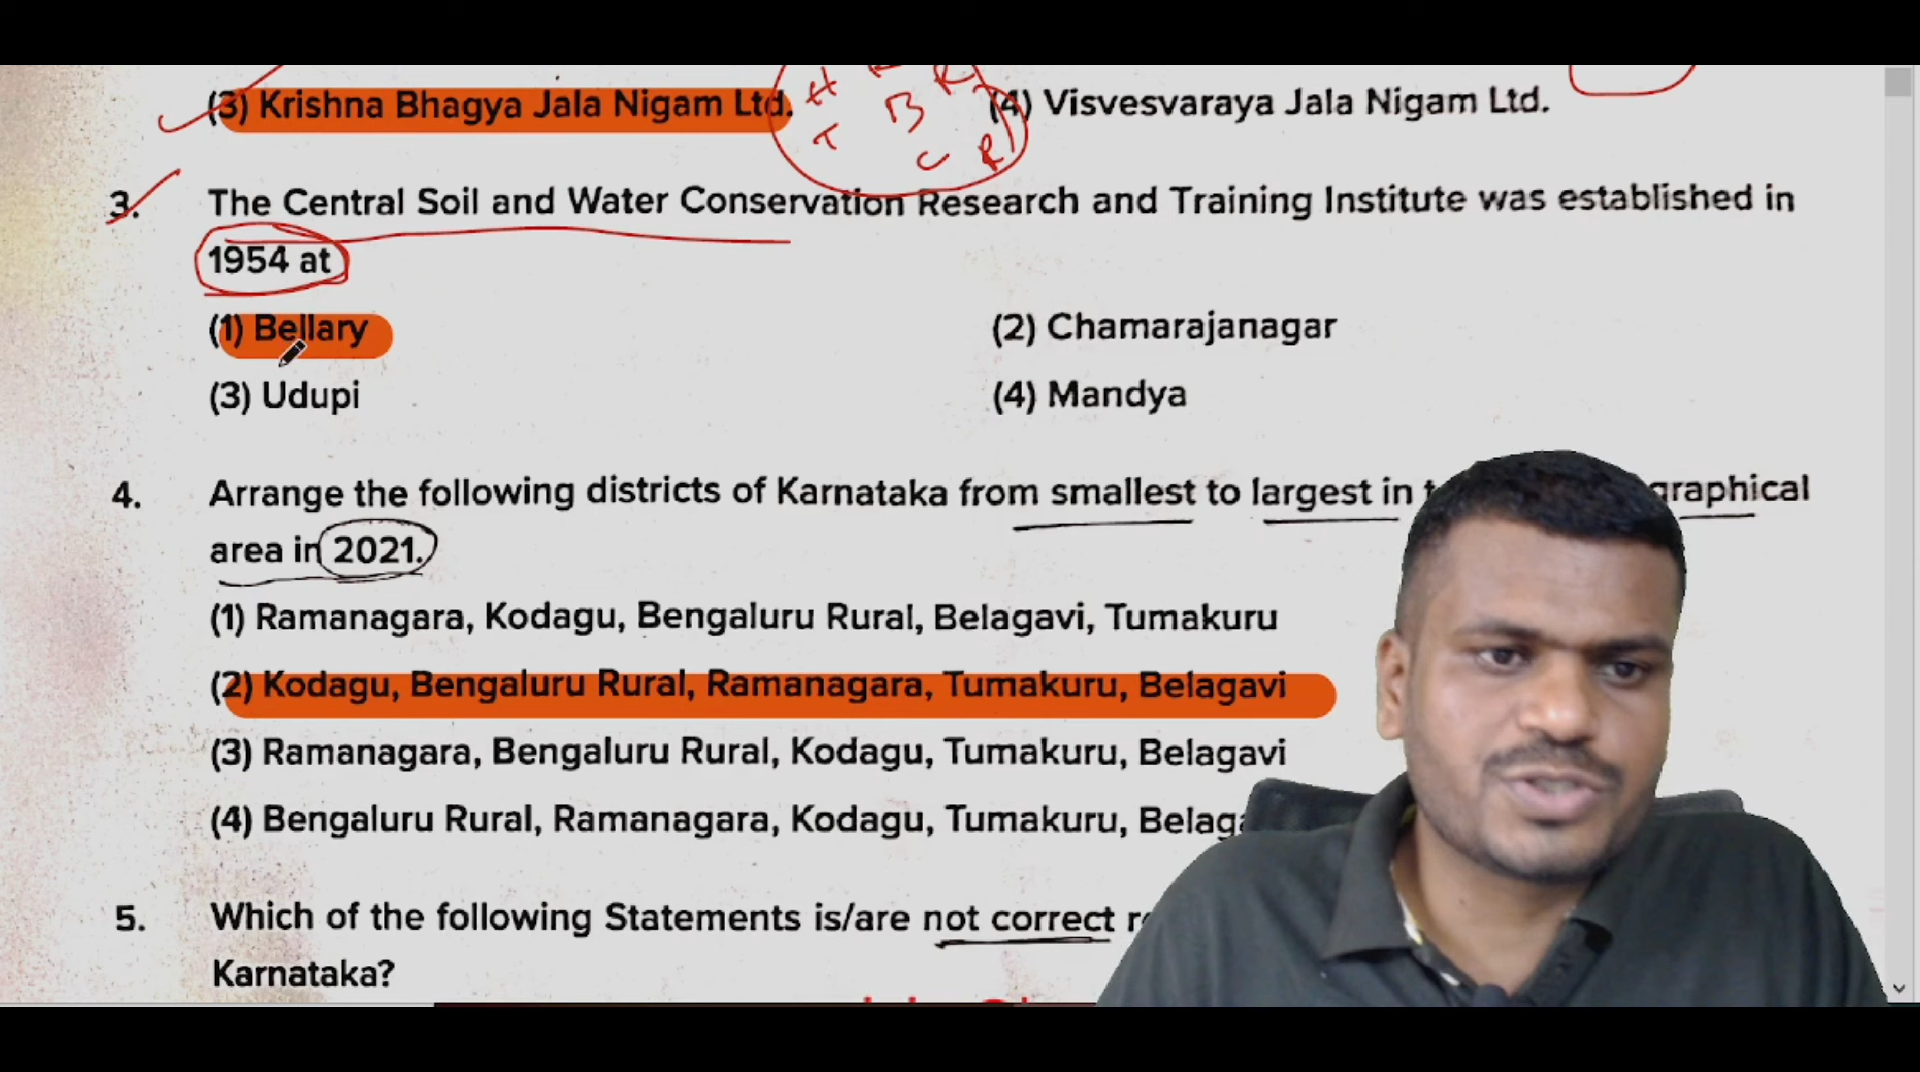 (3) Krishna Bhagya Jala Nigam Ltd. (4) Visvesvaraya Jala Nigam Ltd.
H B R
T C R
3. The Central Soil and Water Conservation Research and Training Institute was established in
1954 at
(1) Bellary (2) Chamarajanagar
(3) Udupi (4) Mandya
4. Arrange the following districts of Karnataka from smallest to largest in graphical
area in 2021.
(1) Ramanagara, Kodagu, Bengaluru Rural, Belagavi, Tumakuru
(2) Kodagu, Bengaluru Rural, Ramanagara, Tumakuru, Belagavi
(3) Ramanagara, Bengaluru Rural, Kodagu, Tumakuru, Belagavi
(4) Bengaluru Rural, Ramanagara, Kodagu, Tumakuru, Belag
5. Which of the following Statements is/are not correct
Karnataka?